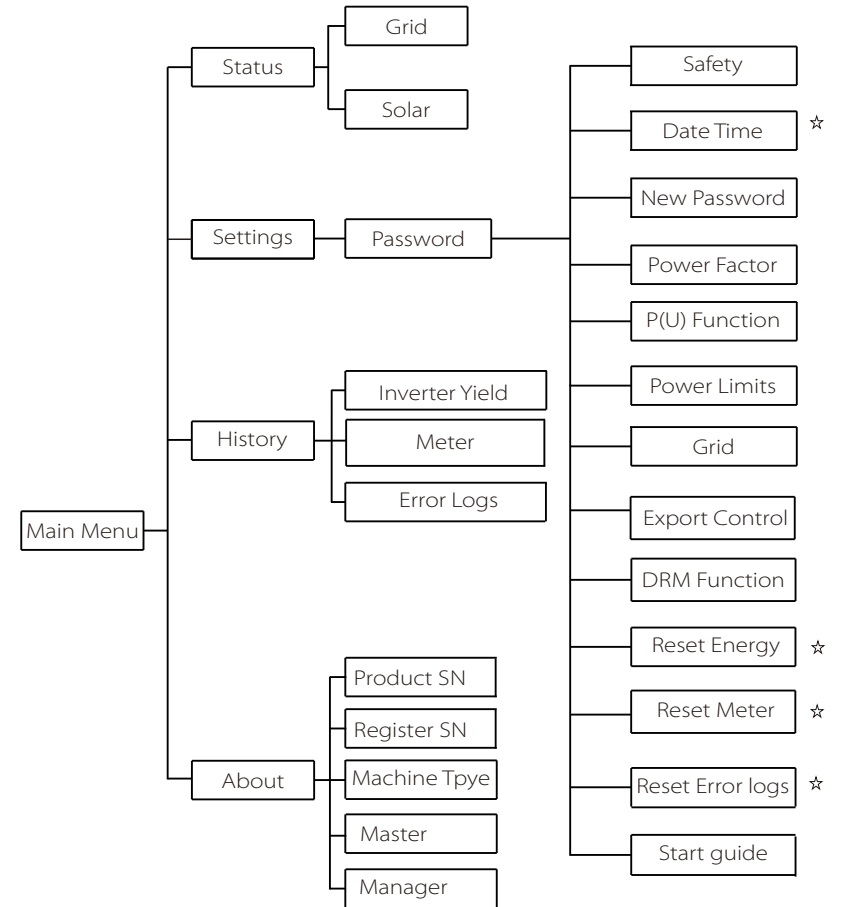 Main Menu
Status
Grid
Solar
Settings
Password
Safety
Date Time ☆
New Password
Power Factor
P(U) Function
Power Limits
Grid
Export Control
DRM Function
Reset Energy ☆
Reset Meter ☆
Reset Error logs ☆
Start guide
History
Inverter Yield
Meter
Error Logs
About
Product SN
Register SN
Machine Tpye
Master
Manager